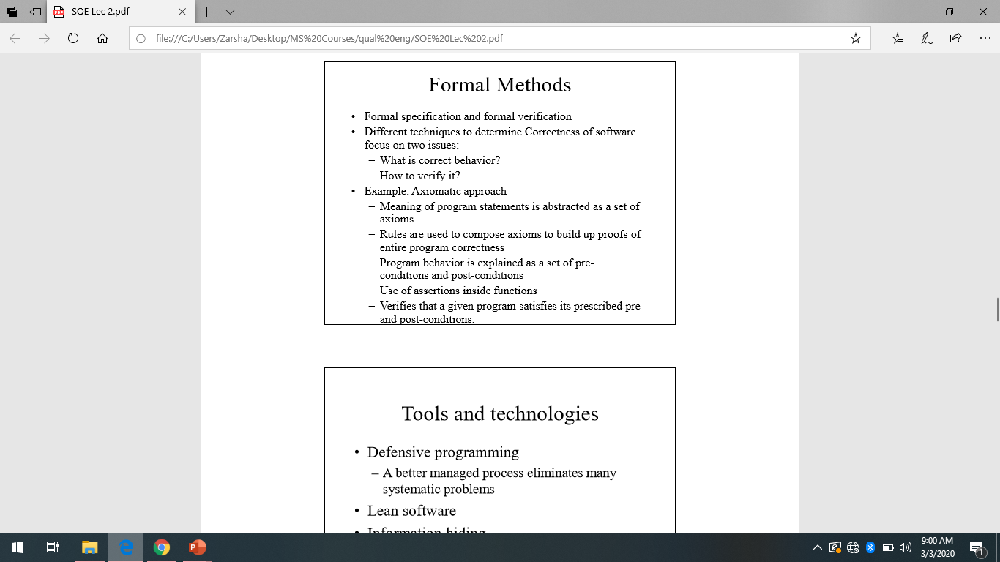 SQE Lec 2.pdf
file:///C:/Users/Zarsha/Desktop/MS%20Courses/qual%20eng/SQE%20Lec%202.pdf
Formal Methods
• Formal specification and formal verification
• Different techniques to determine Correctness of software
focus on two issues:
– What is correct behavior?
– How to verify it?
• Example: Axiomatic approach
– Meaning of program statements is abstracted as a set of
axioms
– Rules are used to compose axioms to build up proofs of
entire program correctness
– Program behavior is explained as a set of pre-
conditions and post-conditions
– Use of assertions inside functions
– Verifies that a given program satisfies its prescribed pre
and post-conditions.
Tools and technologies
• Defensive programming
– A better managed process eliminates many
systematic problems
• Lean software
• Information hiding
9:00 AM
3/3/2020
1